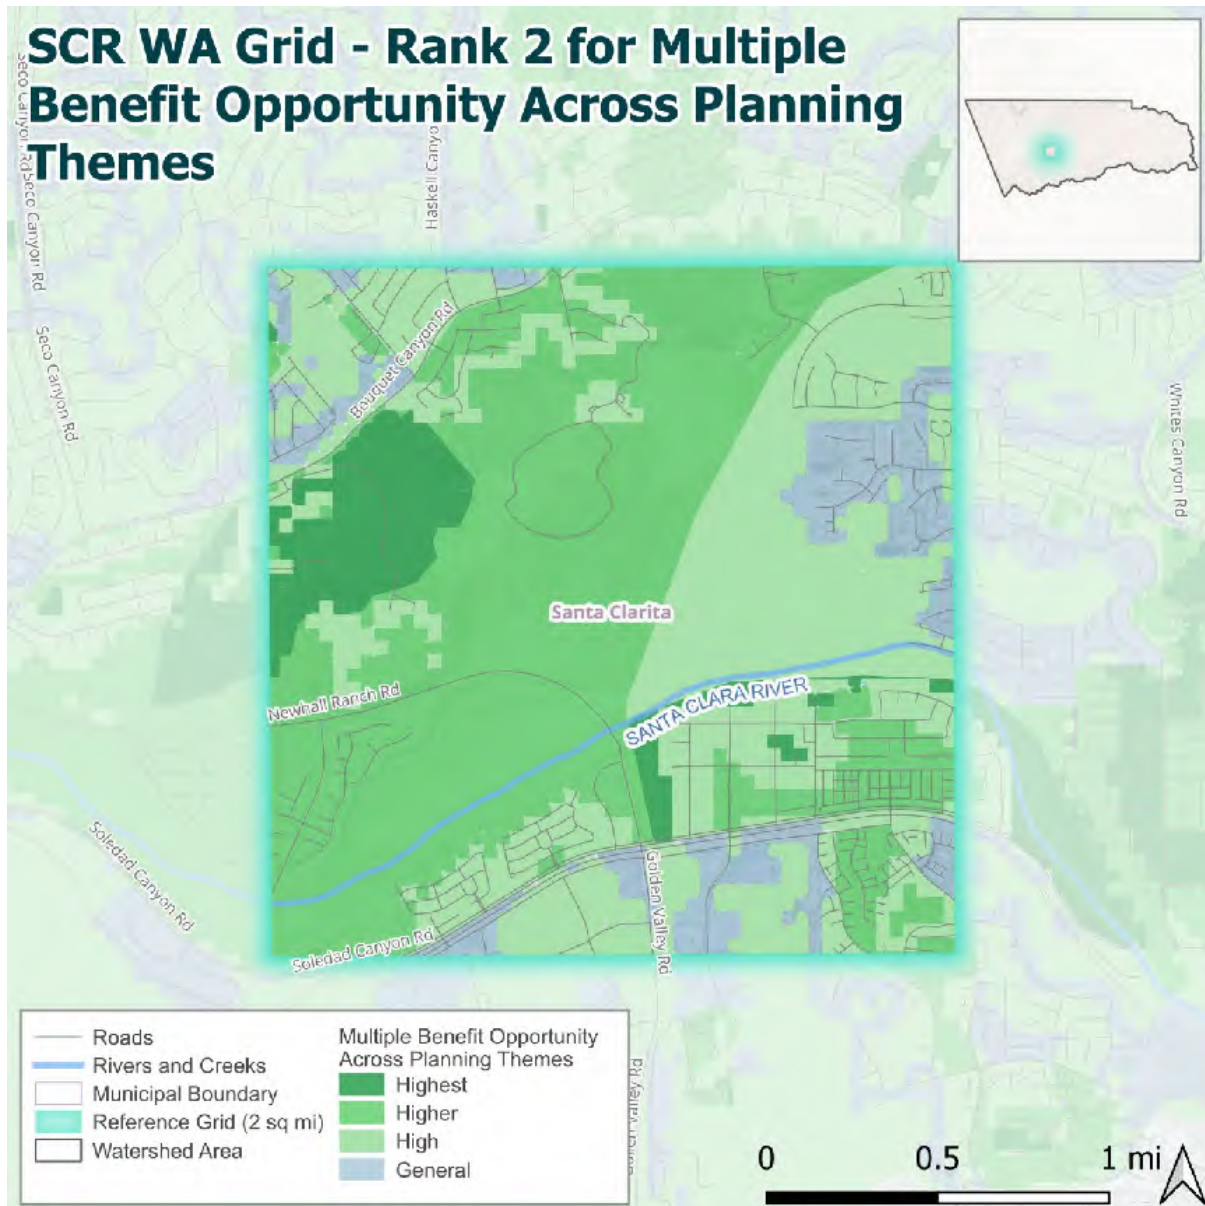 SCR WA Grid - Rank 2 for Multiple
Benefit Opportunity Across Planning
Themes
Seco Canyon Rd
Seco Canyon Rd
Seco Canyon Rd
Haskell Canyo
Bouquet Canyon Rd
Whites Canyon Rd
Santa Clarita
Newhall Ranch Rd
SANTA CLARA RIVER
Soledad Canyon Rd
Golden Valley Rd
Soledad Canyon Rd
Roads
Rivers and Creeks
Municipal Boundary
Reference Grid (2 sq mi)
Watershed Area
Multiple Benefit Opportunity
Across Planning Themes
Highest
Higher
High
General
0 0.5 1 mi